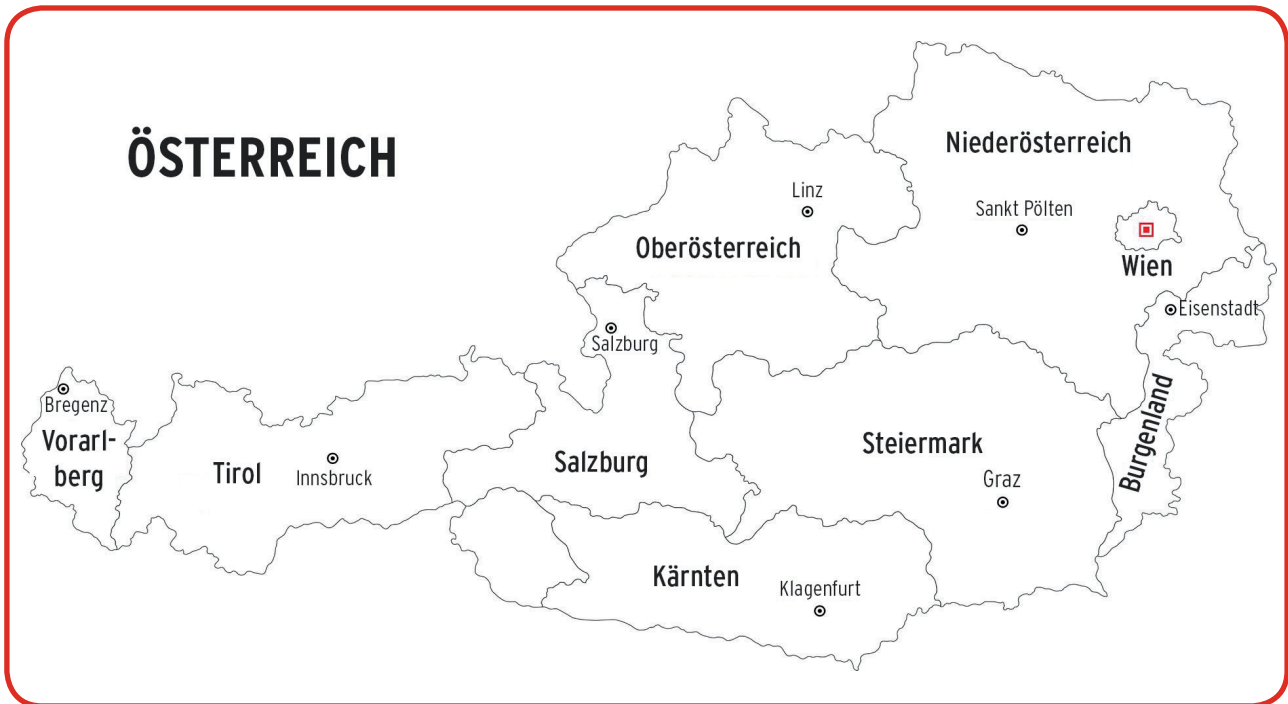 ÖSTERREICH
Niederösterreich
Linz
Sankt Pölten
Oberösterreich
Wien
Eisenstadt
Salzburg
Bregenz
Vorarl-
berg
Tirol
Innsbruck
Salzburg
Steiermark
Graz
Burgenland
Kärnten
Klagenfurt